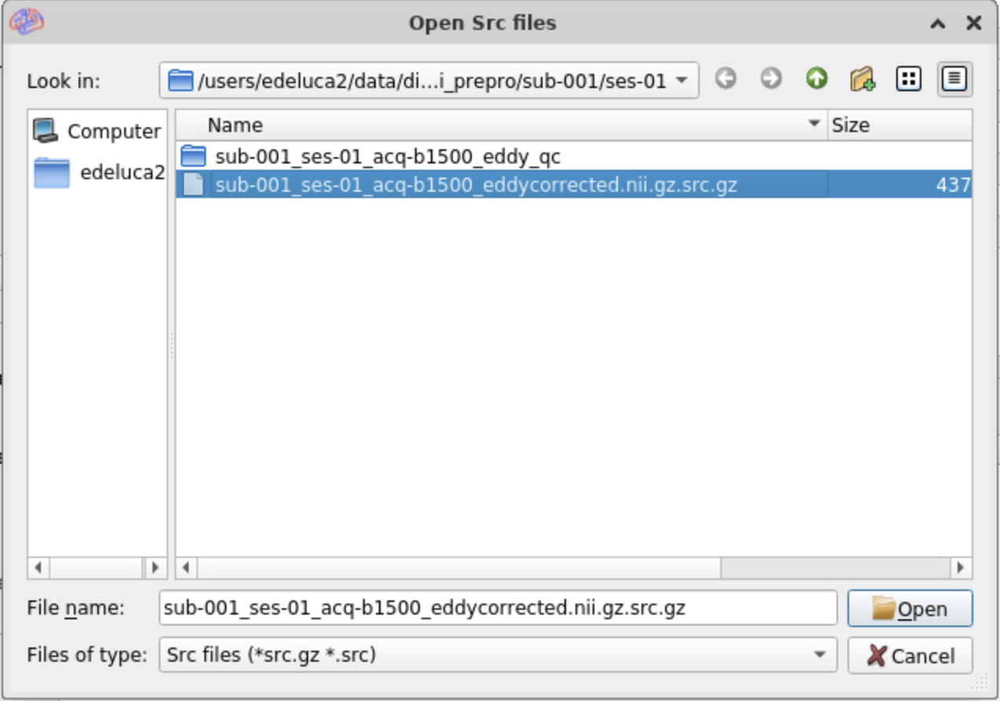 Open Src files
Look in: /users/edeluca2/data/di...i_prepro/sub-001/ses-01
Computer
edeluca2
Name Size
sub-001_ses-01_acq-b1500_eddy_qc
sub-001_ses-01_acq-b1500_eddycorrected.nii.gz.src.gz 437
File name: sub-001_ses-01_acq-b1500_eddycorrected.nii.gz.src.gz Open
Files of type: Src files (*src.gz *.src) Cancel